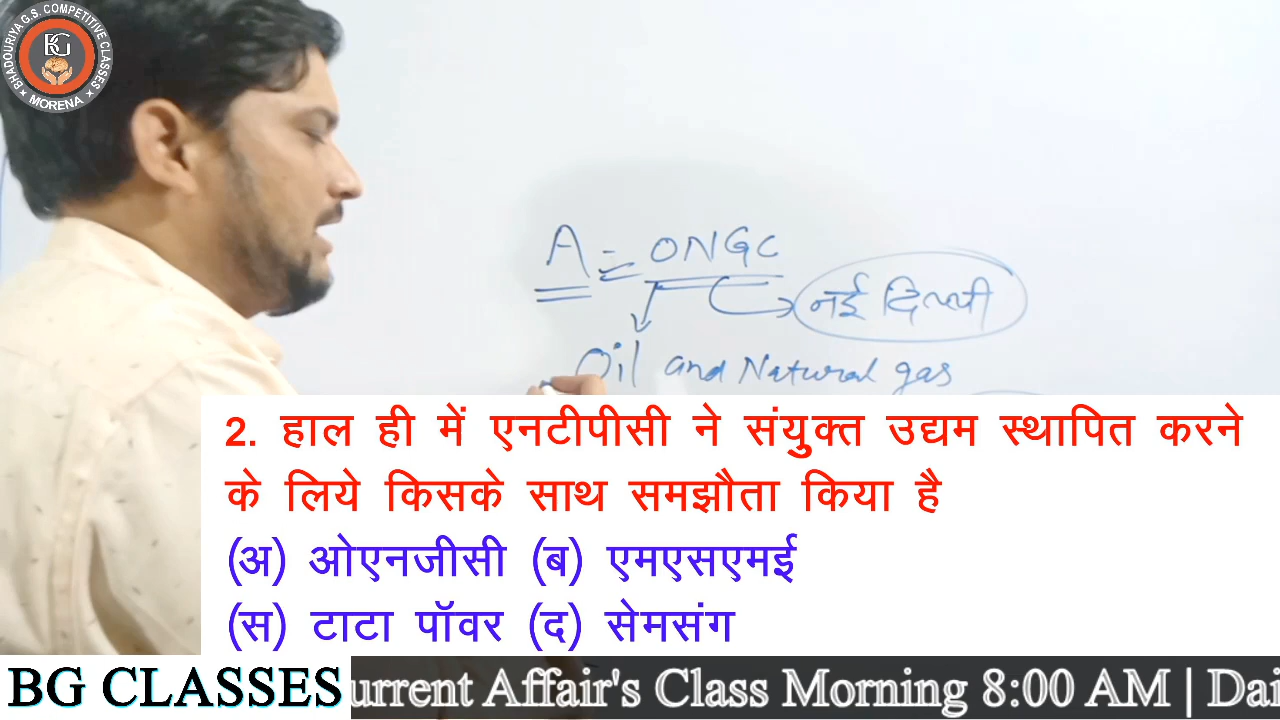 BHADOURIYA G.S. COMPETITIVE CLASSES
BG
★ MORENA ★
A = ONGC
नई दिल्ली
Oil and Natural gas
2. हाल ही में एनटीपीसी ने संयुक्त उद्यम स्थापित करने
के लिये किसके साथ समझौता किया है
(अ) ओएनजीसी (ब) एमएसएमई
(स) टाटा पॉवर (द) सेमसंग
BG CLASSES
urrent Affair's Class Morning 8:00 AM | Dai